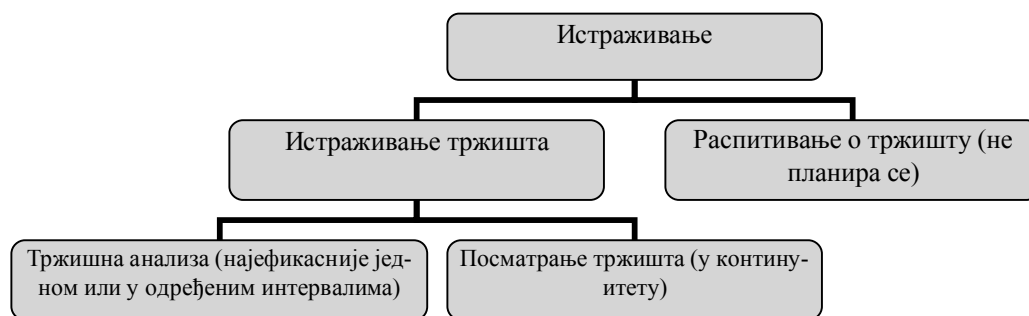 Истраживање
Истраживање тржишта
Распитивање о тржишту (не
планира се)
Тржишна анализа (најефикасније јед-
ном или у одређеним интервалима)
Посматрање тржишта (у контину-
итету)